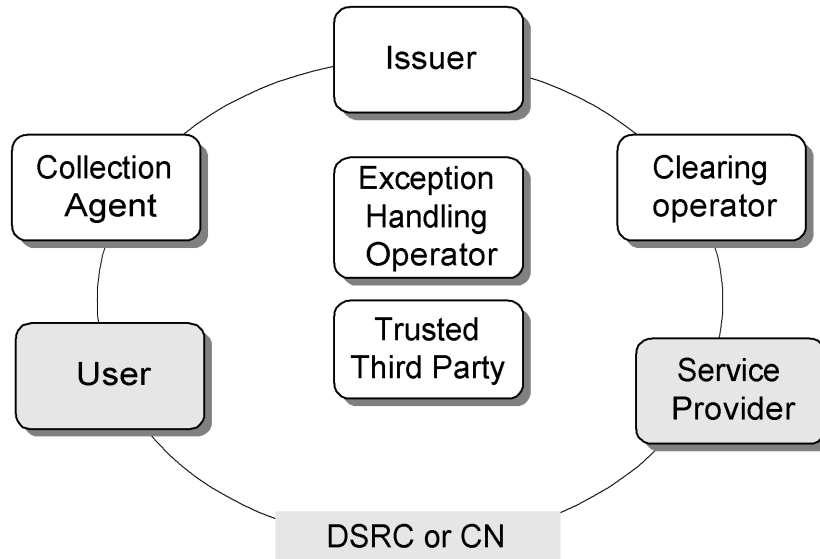 Issuer
Collection
Agent
Exception
Handling
Operator
Clearing
operator
User
Trusted
Third Party
Service
Provider
DSRC or CN